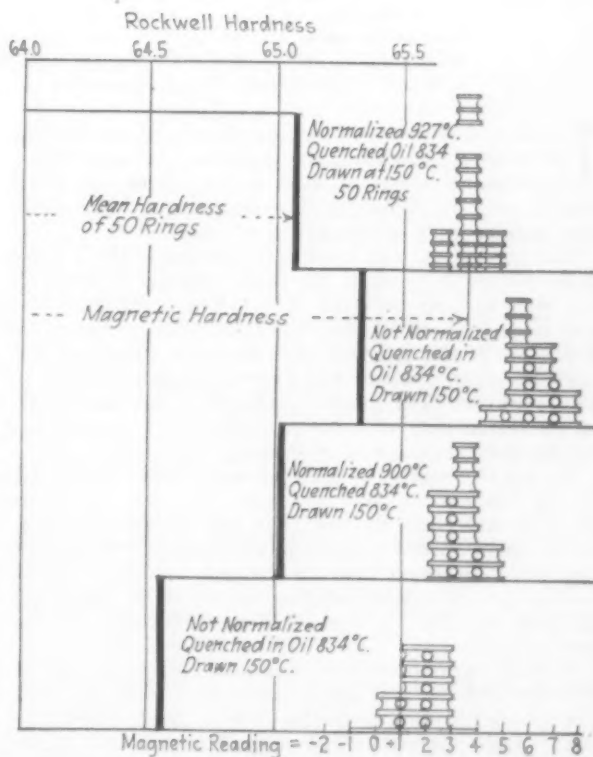 Rockwell Hardness
64.0 64.5 65.0 65.5
Normalized 927°C.
Quenched, Oil 834
Drawn at 150°C.
50 Rings
Mean Hardness
of 50 Rings
Magnetic Hardness
Not Normalized
Quenched in
Oil 834°C.
Drawn 150°C.
Normalized 900°C
Quenched 834°C.
Drawn 150°C.
Not Normalized
Quenched in Oil 834°C.
Drawn 150°C.
Magnetic Reading = -2 -1 0 +1 2 3 4 5 6 7 8